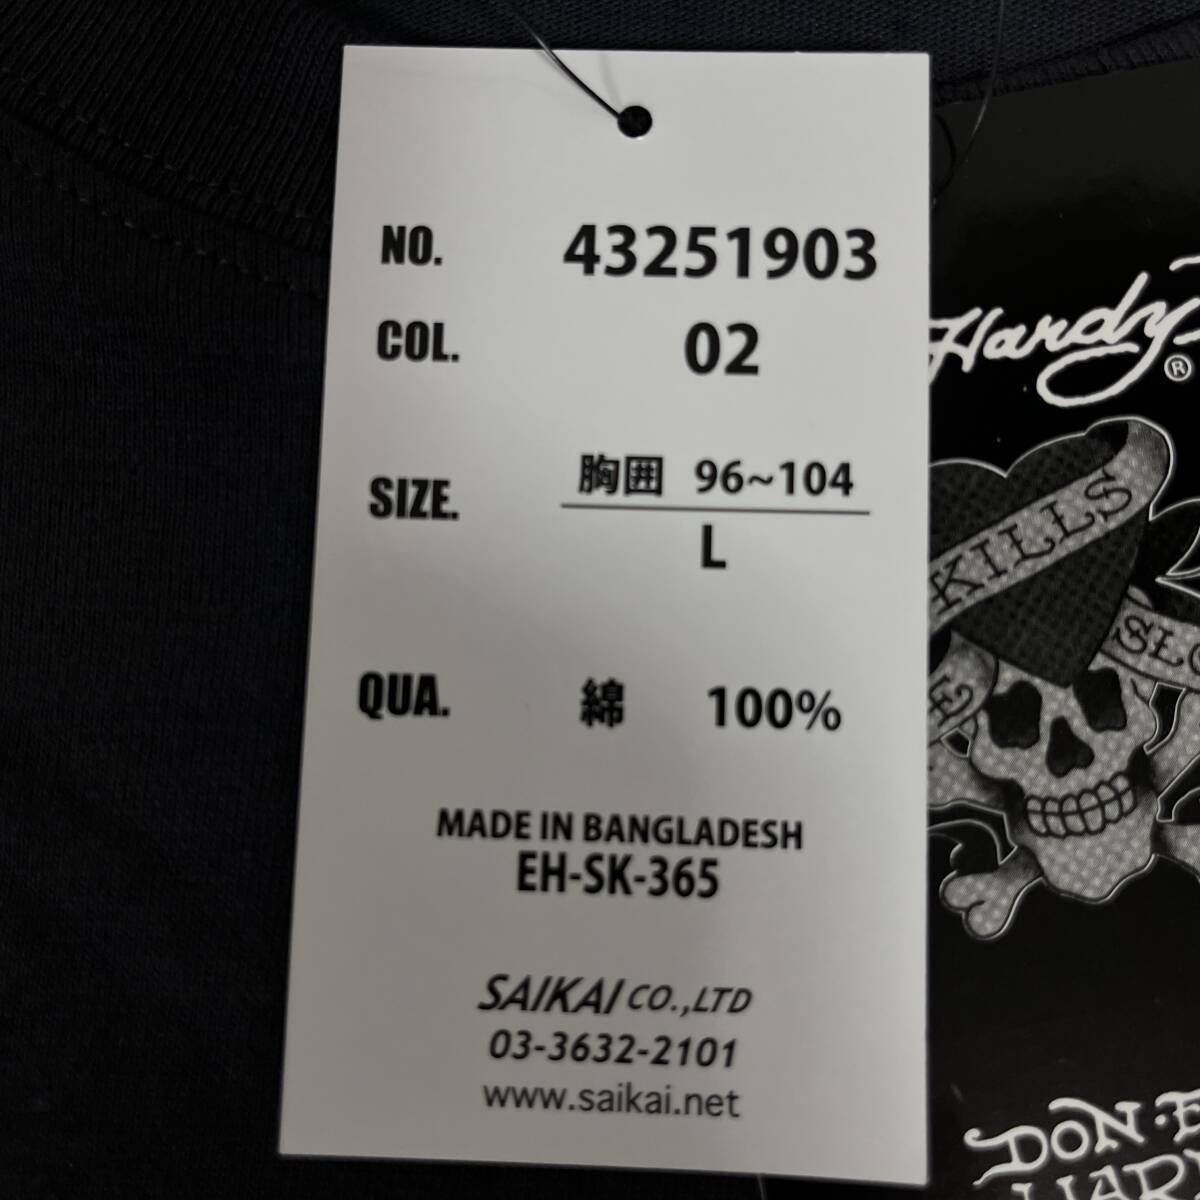 NO. 43251903
COL. 02
SIZE. 胸囲 96~104
L
QUA. 綿 100%
MADE IN BANGLADESH
EH-SK-365
SAIKAI CO.,LTD
03-3632-2101
www.saikai.net
Hardy
®
KILLS
DON·E